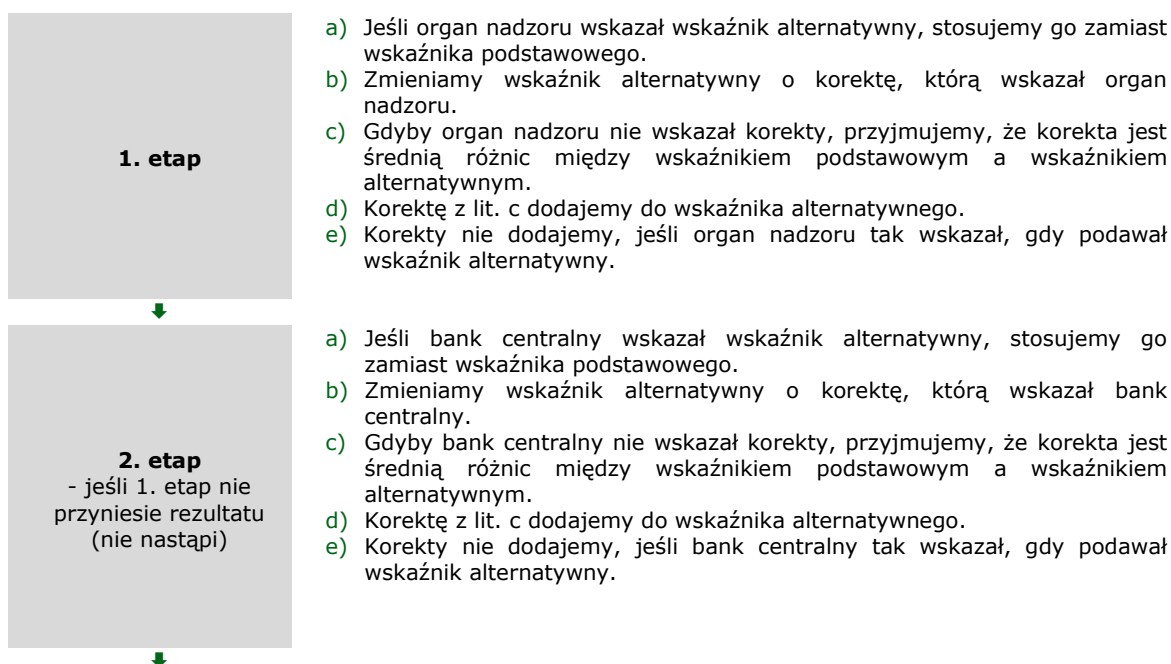 1. etap
a) Jeśli organ nadzoru wskazał wskaźnik alternatywny, stosujemy go zamiast
wskaźnika podstawowego.
b) Zmieniamy wskaźnik alternatywny o korektę, którą wskazał organ
nadzoru.
c) Gdyby organ nadzoru nie wskazał korekty, przyjmujemy, że korekta jest
średnią różnic między wskaźnikiem podstawowym a wskaźnikiem
alternatywnym.
d) Korektę z lit. c dodajemy do wskaźnika alternatywnego.
e) Korekty nie dodajemy, jeśli organ nadzoru tak wskazał, gdy podawał
wskaźnik alternatywny.
2. etap
- jeśli 1. etap nie
przyniesie rezultatu
(nie nastąpi)
a) Jeśli bank centralny wskazał wskaźnik alternatywny, stosujemy go
zamiast wskaźnika podstawowego.
b) Zmieniamy wskaźnik alternatywny o korektę, którą wskazał bank
centralny.
c) Gdyby bank centralny nie wskazał korekty, przyjmujemy, że korekta jest
średnią różnic między wskaźnikiem podstawowym a wskaźnikiem
alternatywnym.
d) Korektę z lit. c dodajemy do wskaźnika alternatywnego.
e) Korekty nie dodajemy, jeśli bank centralny tak wskazał, gdy podawał
wskaźnik alternatywny.